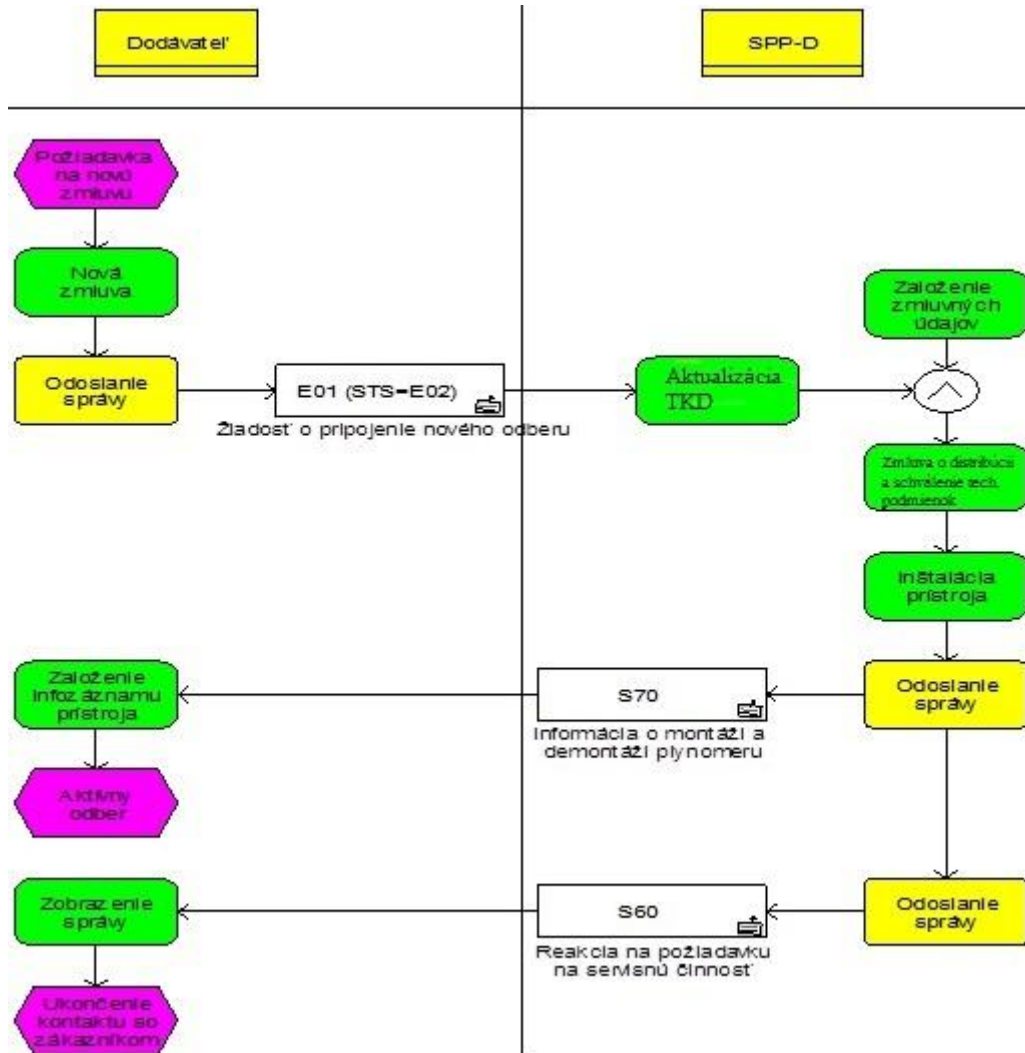 Dodávateľ
SPP-D
Požiadavka
na novú
zmluvu
Nová
zmluva
Založenie
zmluvných
údajov
Odoslanie
správy
E01 (STS=E02)
Žiadosť o pripojenie nového odberu
Aktualizácia
TKD
Zmluva o distribúcii
a schválenie tech.
podmienok
Inštalácia
prístroja
Založenie
infozáznamu
prístroja
S70
Informácia o montáži a
demontáži plynomeru
Odoslanie
správy
Aktívny
odber
Zobrazenie
správy
S60
Reakcia na požiadavku
na servisnú činnosť
Odoslanie
správy
Ukončenie
kontaktu so
zákazníkom